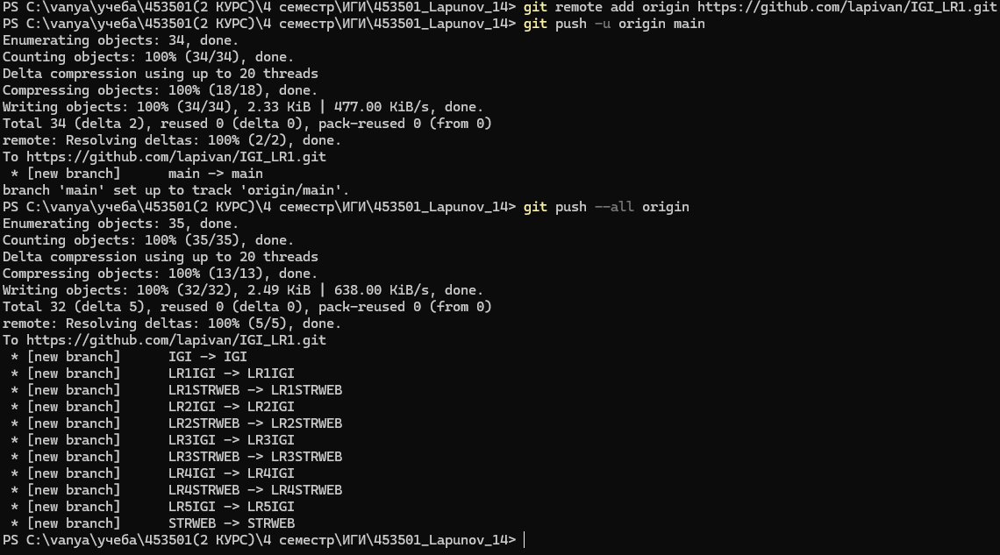 PS C:\vanya\учеба\453501(2 КУРС)\4 семестр\ИГИ\453501_Lapunov_14> git remote add origin https://github.com/lapivan/IGI_LR1.git
PS C:\vanya\учеба\453501(2 КУРС)\4 семестр\ИГИ\453501_Lapunov_14> git push -u origin main
Enumerating objects: 34, done.
Counting objects: 100% (34/34), done.
Delta compression using up to 20 threads
Compressing objects: 100% (18/18), done.
Writing objects: 100% (34/34), 2.33 KiB | 477.00 KiB/s, done.
Total 34 (delta 2), reused 0 (delta 0), pack-reused 0 (from 0)
remote: Resolving deltas: 100% (2/2), done.
To https://github.com/lapivan/IGI_LR1.git
 * [new branch]      main -> main
branch 'main' set up to track 'origin/main'.
PS C:\vanya\учеба\453501(2 КУРС)\4 семестр\ИГИ\453501_Lapunov_14> git push --all origin
Enumerating objects: 35, done.
Counting objects: 100% (35/35), done.
Delta compression using up to 20 threads
Compressing objects: 100% (13/13), done.
Writing objects: 100% (32/32), 2.49 KiB | 638.00 KiB/s, done.
Total 32 (delta 5), reused 0 (delta 0), pack-reused 0 (from 0)
remote: Resolving deltas: 100% (5/5), done.
To https://github.com/lapivan/IGI_LR1.git
 * [new branch]      IGI -> IGI
 * [new branch]      LR1IGI -> LR1IGI
 * [new branch]      LR1STRWEB -> LR1STRWEB
 * [new branch]      LR2IGI -> LR2IGI
 * [new branch]      LR2STRWEB -> LR2STRWEB
 * [new branch]      LR3IGI -> LR3IGI
 * [new branch]      LR3STRWEB -> LR3STRWEB
 * [new branch]      LR4IGI -> LR4IGI
 * [new branch]      LR4STRWEB -> LR4STRWEB
 * [new branch]      LR5IGI -> LR5IGI
 * [new branch]      STRWEB -> STRWEB
PS C:\vanya\учеба\453501(2 КУРС)\4 семестр\ИГИ\453501_Lapunov_14>